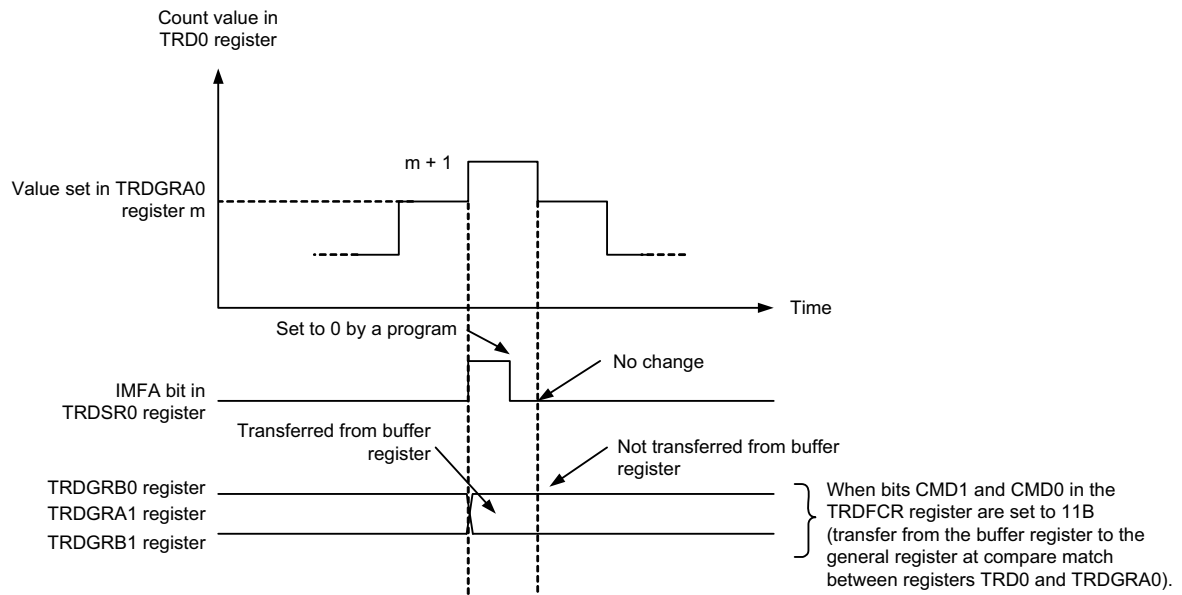 Count value in
TRD0 register
m + 1
Value set in TRDGRA0
register m
Time
Set to 0 by a program
No change
IMFA bit in
TRDSR0 register
Transferred from buffer
register
Not transferred from buffer
register
TRDGRB0 register
TRDGRA1 register
TRDGRB1 register
When bits CMD1 and CMD0 in the
TRDFCR register are set to 11B
(transfer from the buffer register to the
general register at compare match
between registers TRD0 and TRDGRA0).